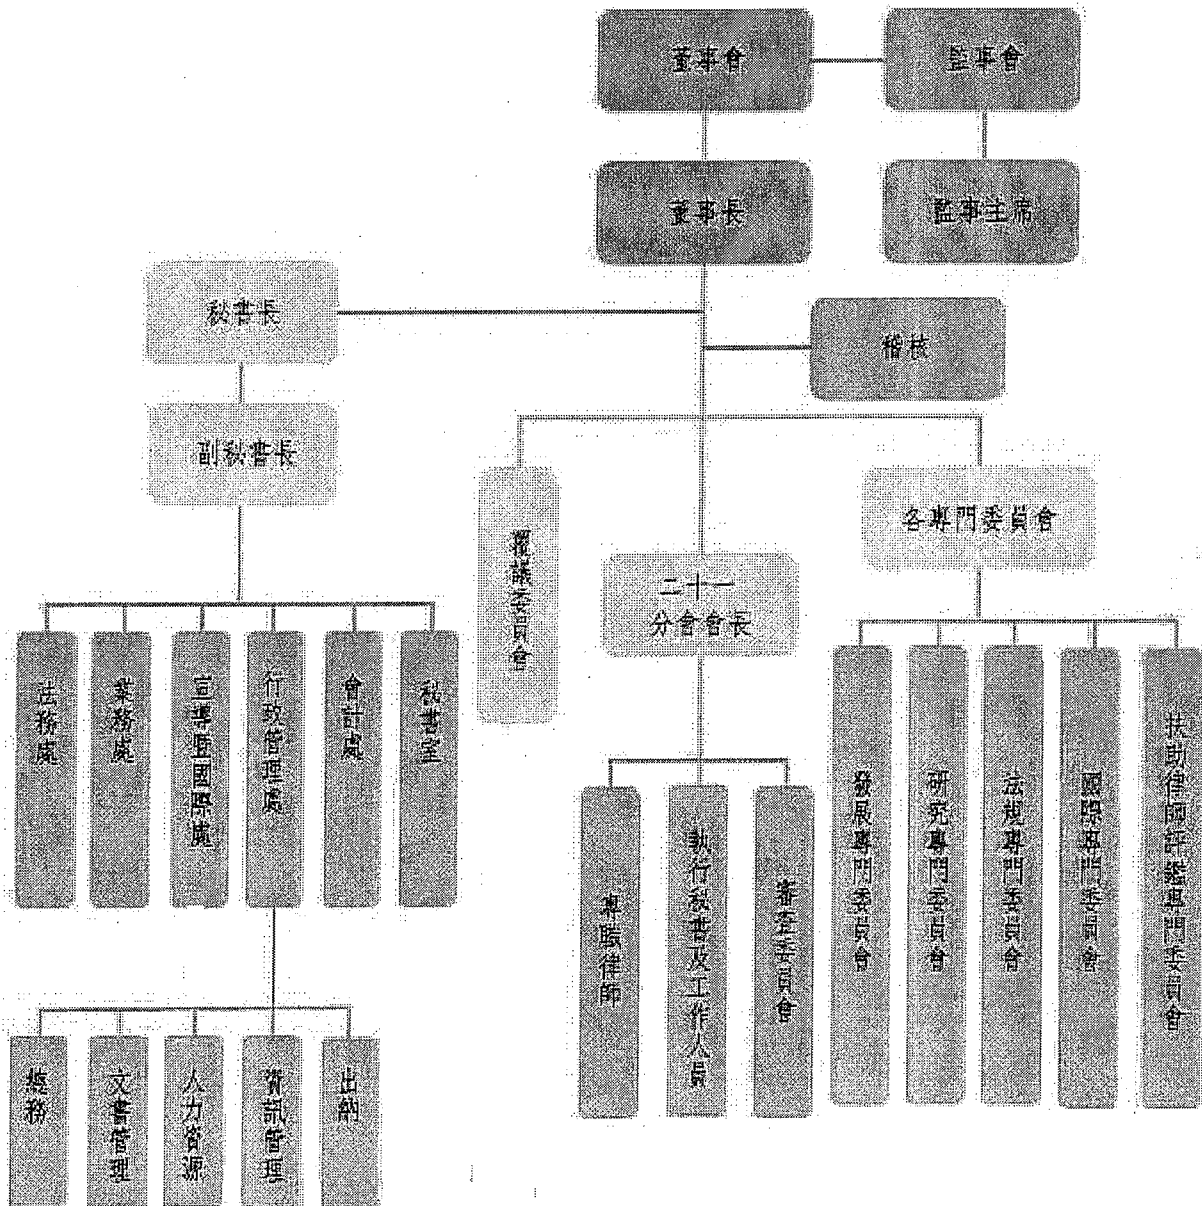 董事會
監事會
董事長
監事主席
秘書長
稽核
副秘書長
覆議委員會
二十一
分會會長
各專門委員會
法務處
業務處
宣導暨國際處
行政管理處
會計處
秘書室
專職律師
執行秘書及工作人員
審查委員會
發展專門委員會
研究專門委員會
法規專門委員會
國際專門委員會
扶助律師評鑑專門委員會
總務
文書管理
人力資源
資訊管理
出納